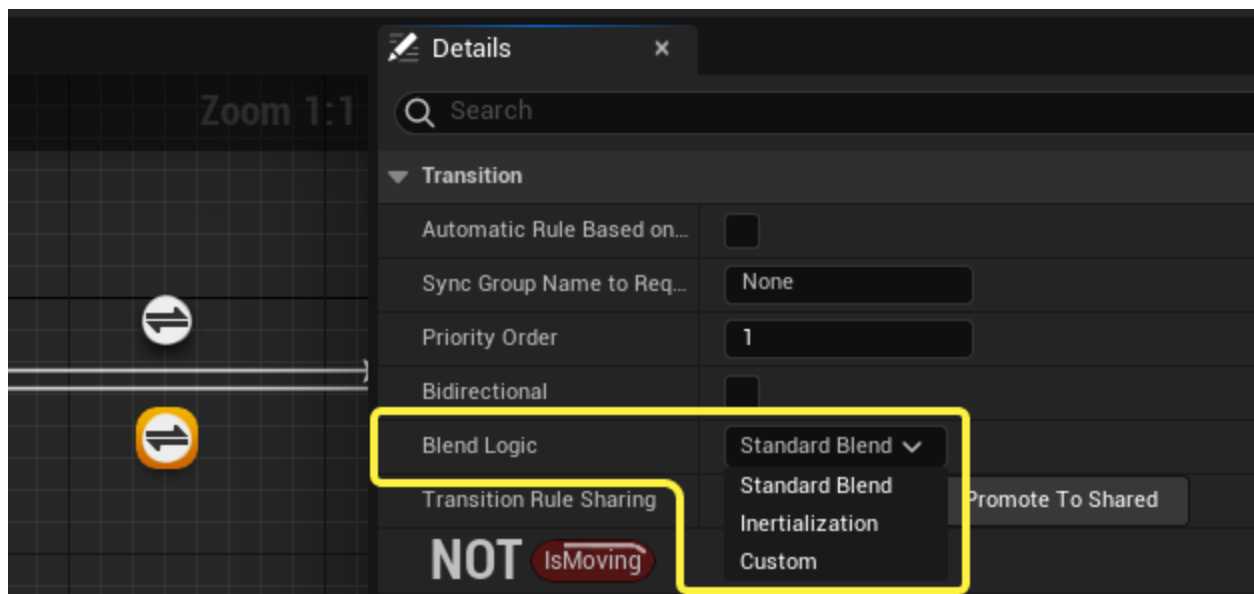 Details
Zoom 1:1
Search
Transition
Automatic Rule Based on...
Sync Group Name to Req... None
Priority Order 1
Bidirectional
Blend Logic Standard Blend
Standard Blend
Transition Rule Sharing Promote To Shared
Inertialization
NOT IsMoving
Custom